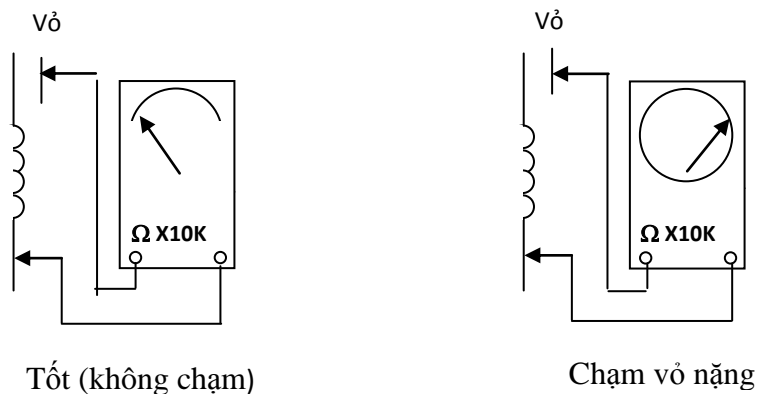 Vỏ
Vỏ
Ω X10K
Ω X10K
Tốt (không chạm)
Chạm vỏ nặng